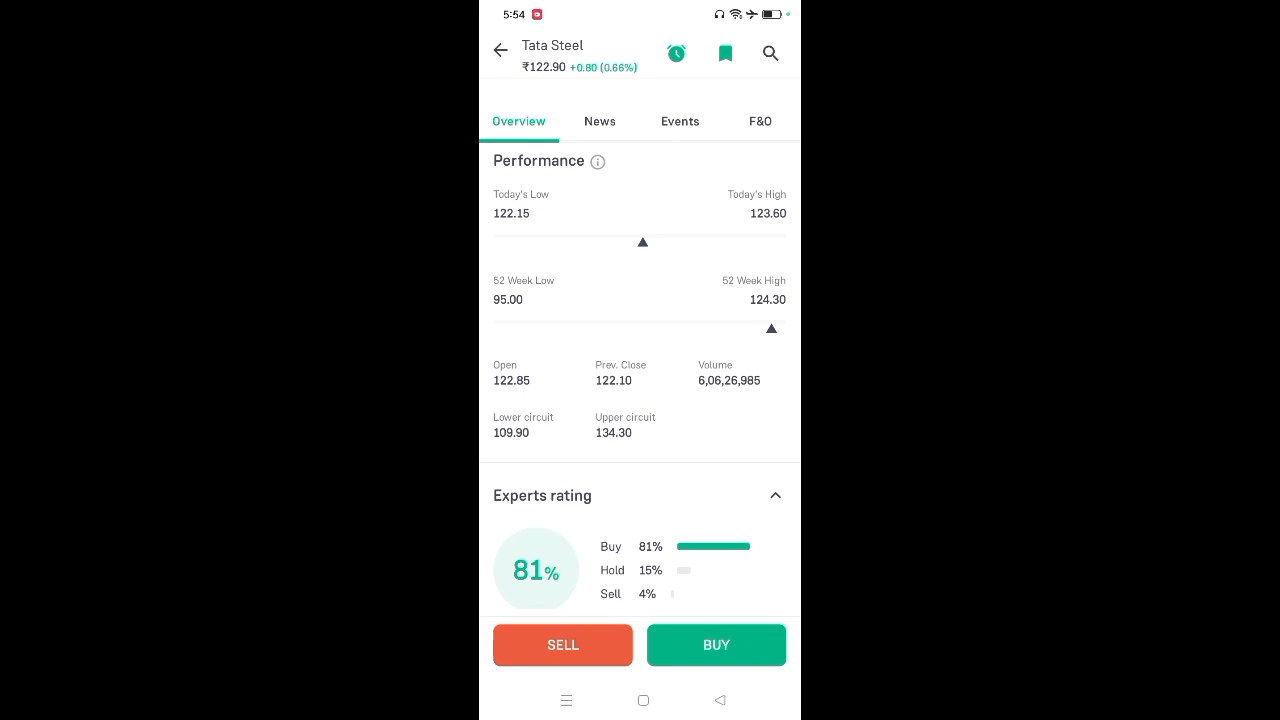 5:54
Tata Steel
₹122.90 +0.80 (0.66%)
Overview News Events F&O
Performance
Today's Low Today's High
122.15 123.60
52 Week Low 52 Week High
95.00 124.30
Open Prev. Close Volume
122.85 122.10 6,06,26,985
Lower circuit Upper circuit
109.90 134.30
Experts rating
81%
Buy 81%
Hold 15%
Sell 4%
SELL BUY